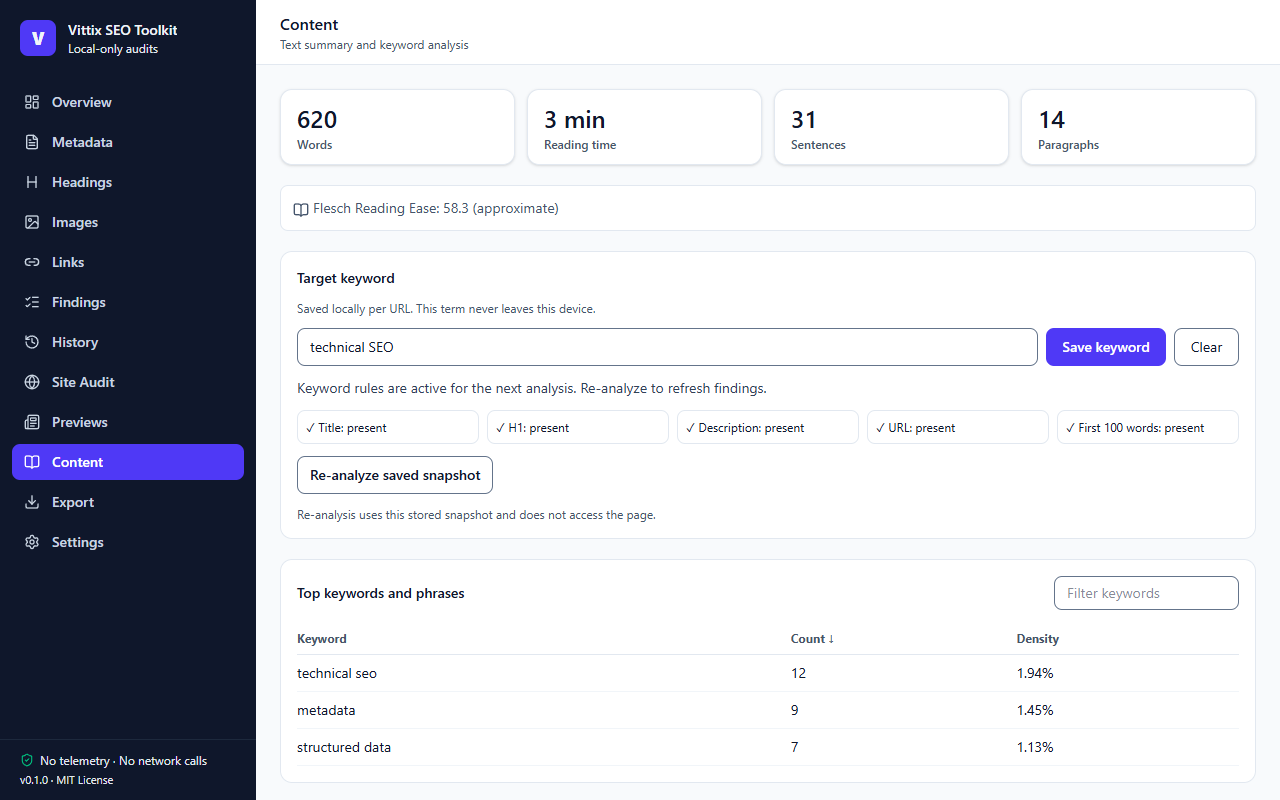 V
Vittix SEO Toolkit
Local-only audits
Overview
Metadata
Headings
Images
Links
Findings
History
Site Audit
Previews
Content
Export
Settings
No telemetry · No network calls
v0.1.0 · MIT License
Content
Text summary and keyword analysis
620
Words
3 min
Reading time
31
Sentences
14
Paragraphs
Flesch Reading Ease: 58.3 (approximate)
Target keyword
Saved locally per URL. This term never leaves this device.
technical SEO
Save keyword
Clear
Keyword rules are active for the next analysis. Re-analyze to refresh findings.
✓ Title: present
✓ H1: present
✓ Description: present
✓ URL: present
✓ First 100 words: present
Re-analyze saved snapshot
Re-analysis uses this stored snapshot and does not access the page.
Top keywords and phrases
Filter keywords
Keyword Count ↓ Density
technical seo 12 1.94%
metadata 9 1.45%
structured data 7 1.13%